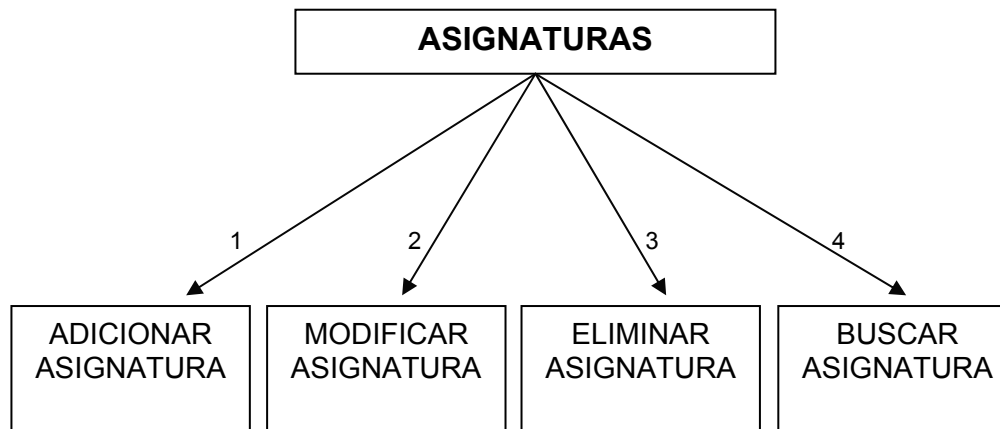 ASIGNATURAS
1
2
3
4
ADICIONAR
ASIGNATURA
MODIFICAR
ASIGNATURA
ELIMINAR
ASIGNATURA
BUSCAR
ASIGNATURA